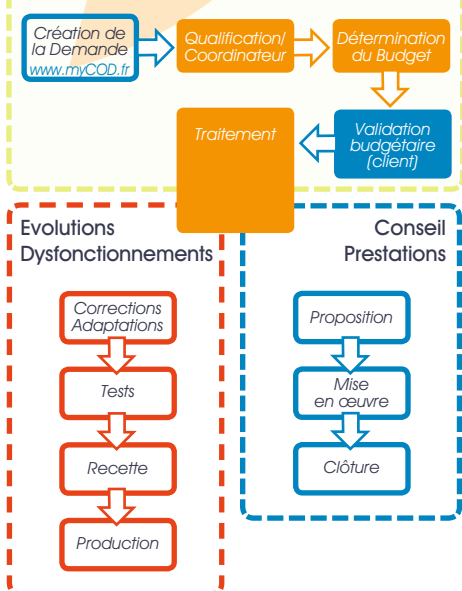 Création de
la Demande
www.myCOD.fr
Qualification/
Coordinateur
Détermination
du Budget
Validation
budgétaire
(client)
Traitement
Evolutions
Dysfonctionnements
Corrections
Adaptations
Tests
Recette
Production
Conseil
Prestations
Proposition
Mise
en œuvre
Clôture